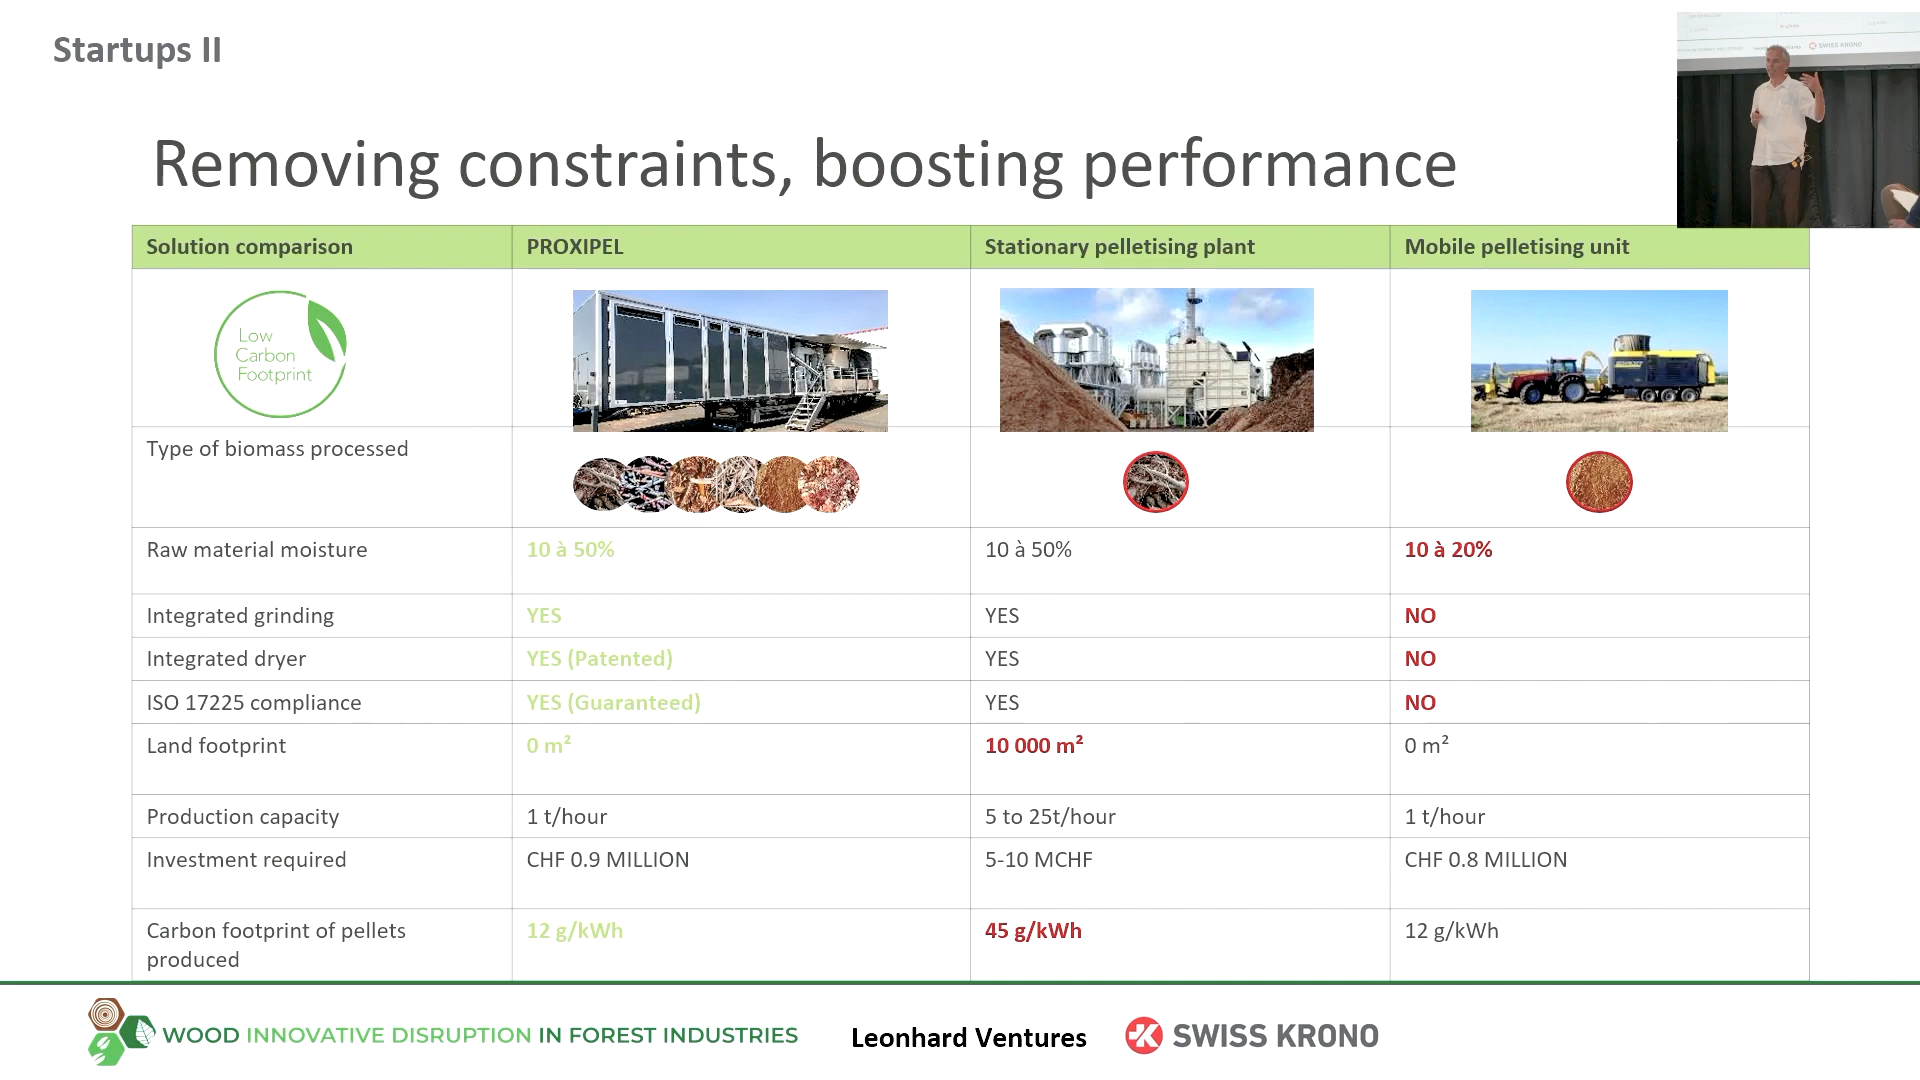 Startups II
SWISS KRONO
Removing constraints, boosting performance
Solution comparison PROXIPEL Stationary pelletising plant Mobile pelletising unit
Low
Carbon
Footprint
Type of biomass processed
Raw material moisture 10 à 50% 10 à 50% 10 à 20%
Integrated grinding YES YES NO
Integrated dryer YES (Patented) YES NO
ISO 17225 compliance YES (Guaranteed) YES NO
Land footprint 0 m² 10 000 m² 0 m²
Production capacity 1 t/hour 5 to 25t/hour 1 t/hour
Investment required CHF 0.9 MILLION 5-10 MCHF CHF 0.8 MILLION
Carbon footprint of pellets 12 g/kWh 45 g/kWh 12 g/kWh
produced
WOOD INNOVATIVE DISRUPTION IN FOREST INDUSTRIES Leonhard Ventures SWISS KRONO